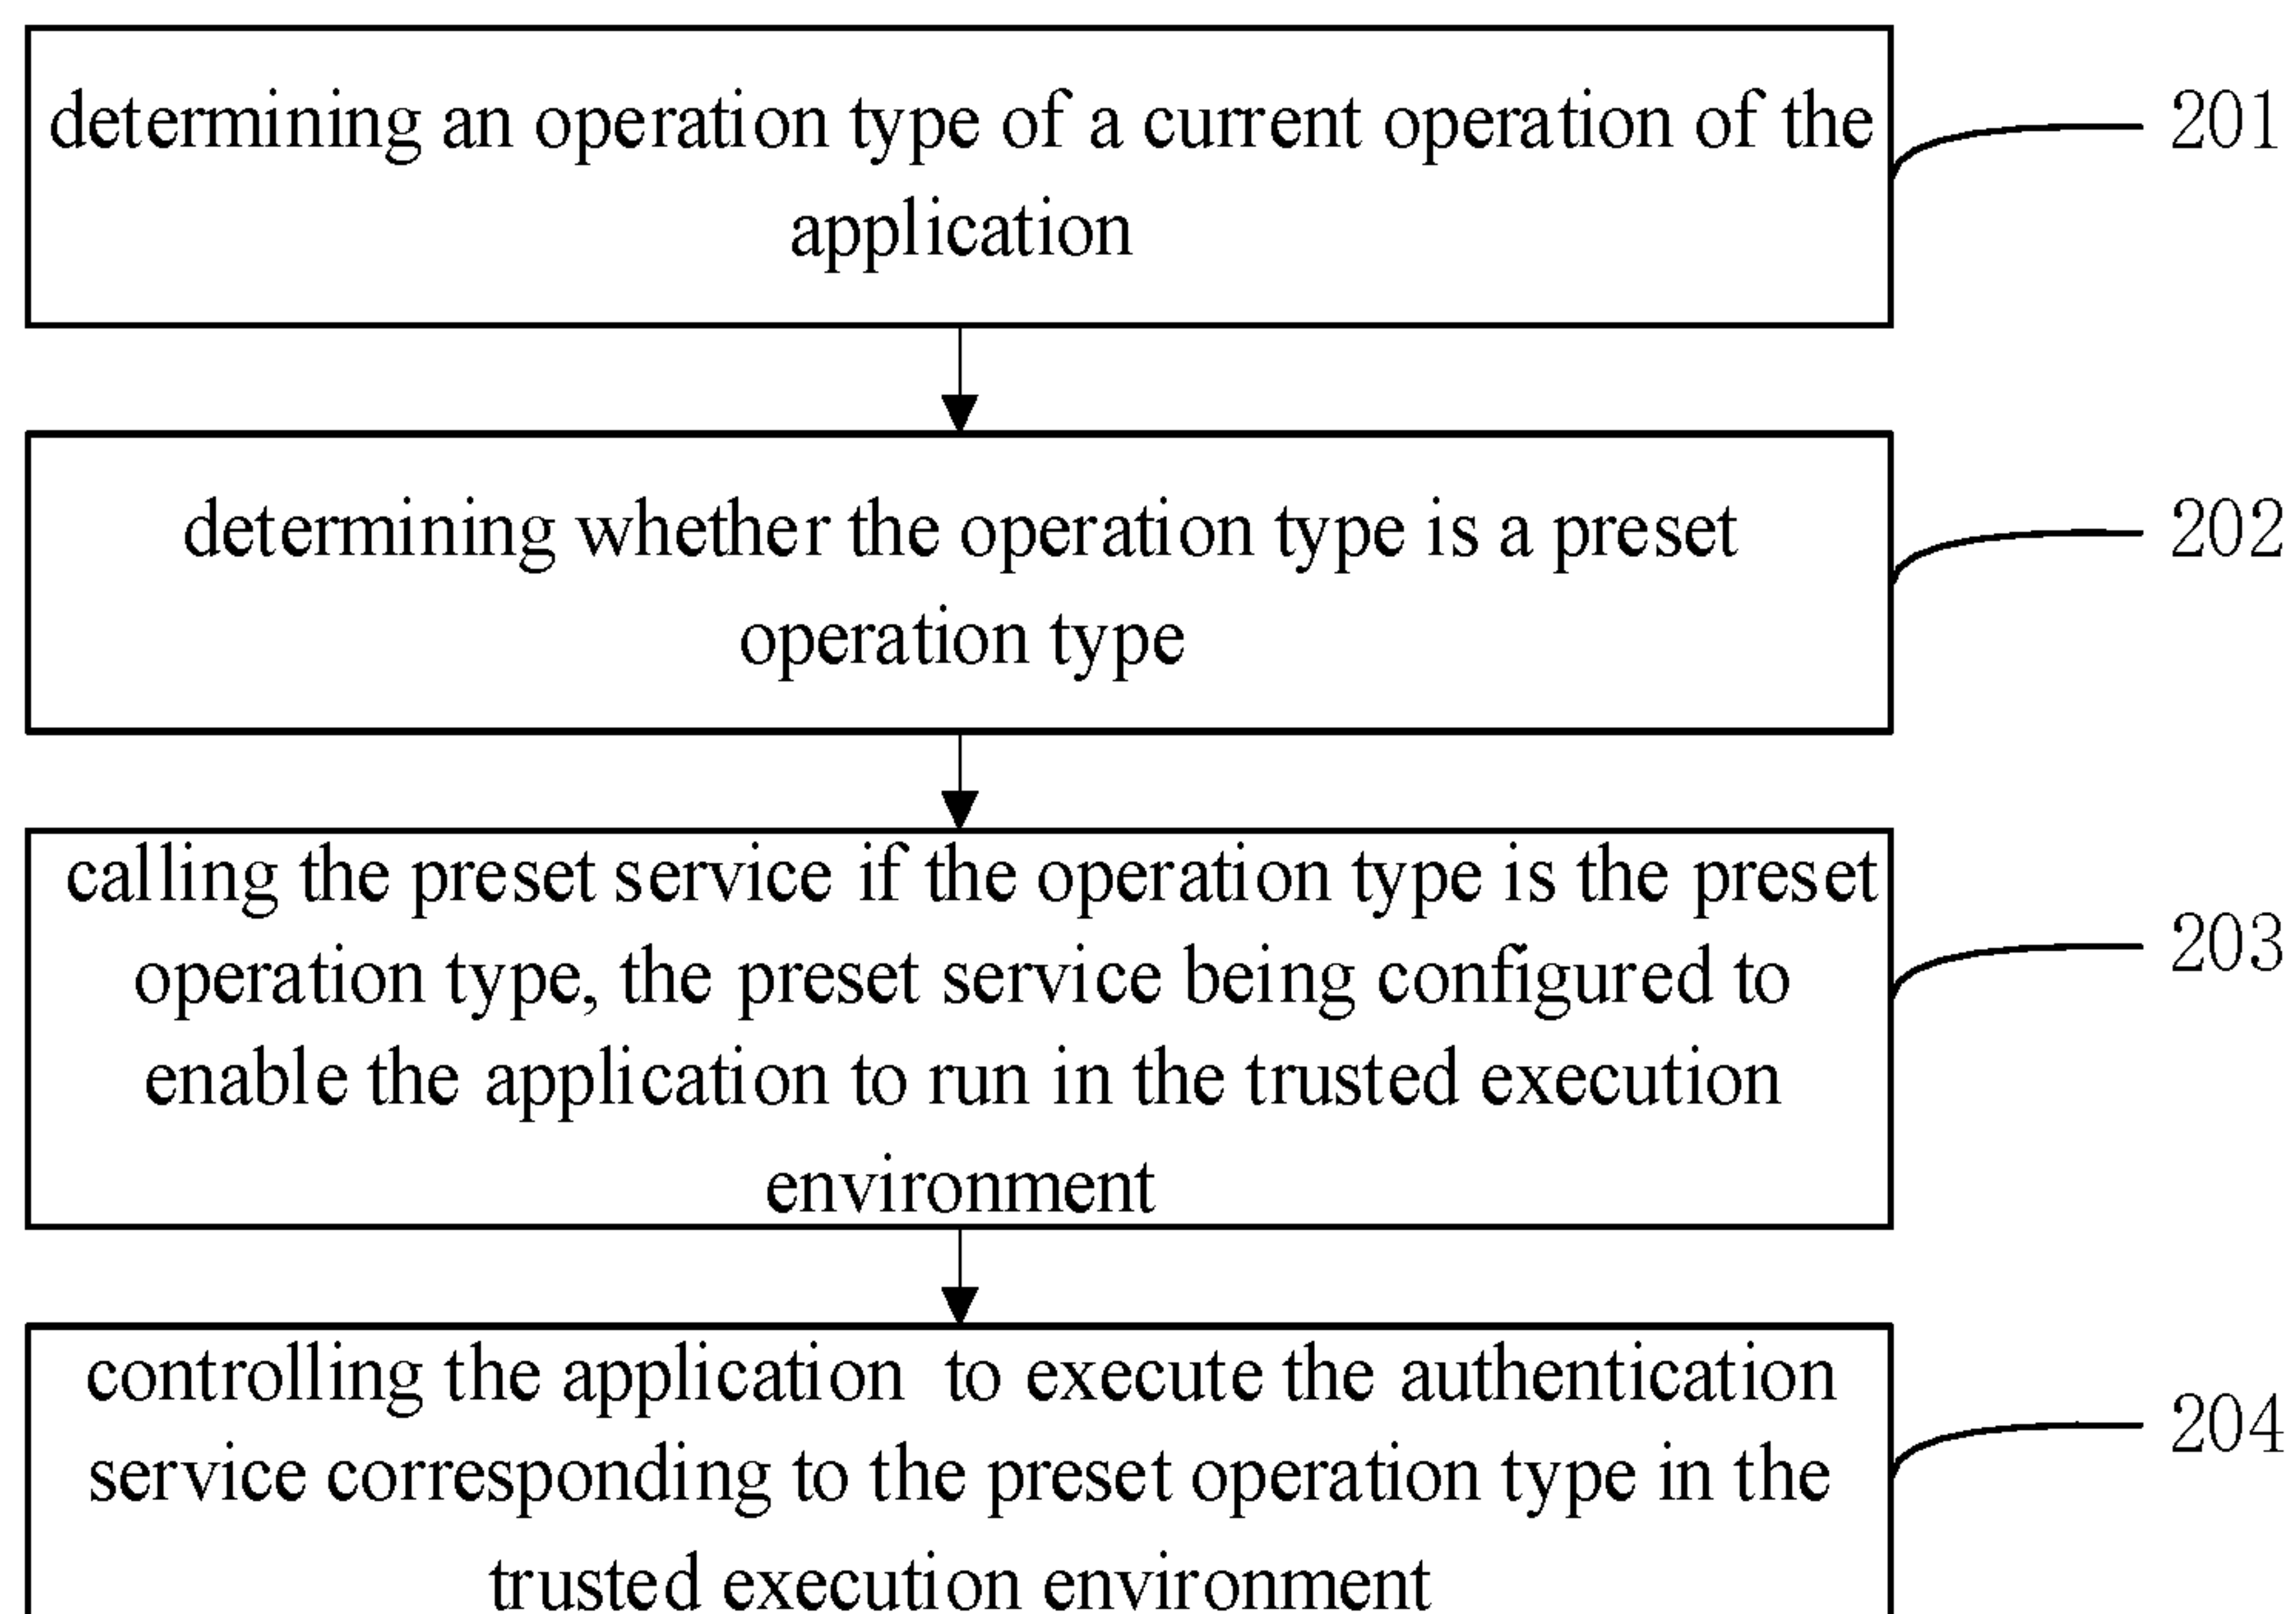 determining an operation type of a current operation of the
application
201
determining whether the operation type is a preset
operation type
202
calling the preset service if the operation type is the preset
operation type, the preset service being configured to
enable the application to run in the trusted execution
environment
203
controlling the application to execute the authentication
service corresponding to the preset operation type in the
trusted execution environment
204